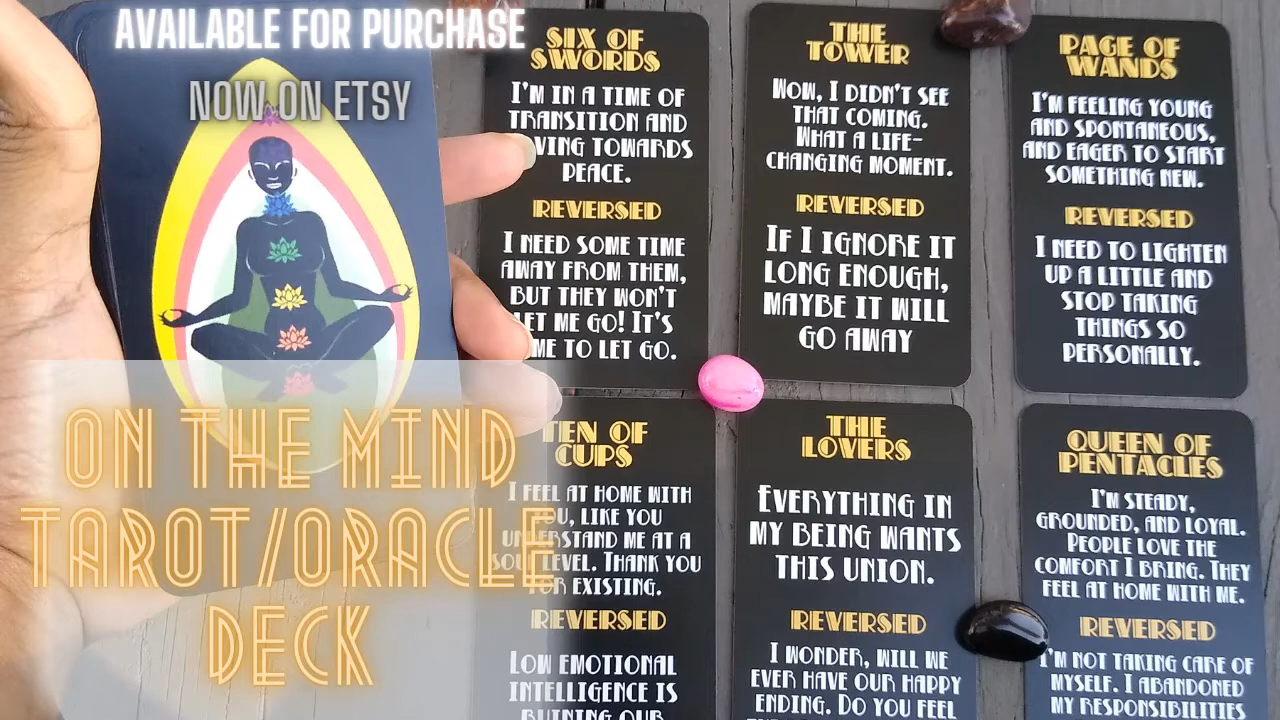 AVAILABLE FOR PURCHASE
NOW ON ETSY
ON THE MIND
TAROT/ORACLE
DECK
SIX OF
SWORDS
I'M IN A TIME OF
TRANSITION AND
VING TOWARDS
PEACE.
REVERSED
I NEED SOME TIME
AWAY FROM THEM,
BUT THEY WON'T
LET ME GO! IT'S
ME TO LET GO.
THE
TOWER
WOW, I DIDN'T SEE
THAT COMING.
WHAT A LIFE-
CHANGING MOMENT.
REVERSED
IF I IGNORE IT
LONG ENOUGH,
MAYBE IT WILL
GO AWAY
PAGE OF
WANDS
I'M FEELING YOUNG
AND SPONTANEOUS,
AND EAGER TO START
SOMETHING NEW.
REVERSED
I NEED TO LIGHTEN
UP A LITTLE AND
STOP TAKING
THINGS SO
PERSONALLY.
TEN OF
CUPS
I FEEL AT HOME WITH
YOU, LIKE YOU
UNDERSTAND ME AT A
SOUL LEVEL. THANK YOU
FOR EXISTING.
REVERSED
LOW EMOTIONAL
INTELLIGENCE IS
RUINING OUR
THE
LOVERS
EVERYTHING IN
MY BEING WANTS
THIS UNION.
REVERSED
I WONDER, WILL WE
EVER HAVE OUR HAPPY
ENDING. DO YOU FEEL
QUEEN OF
PENTACLES
I'M STEADY,
GROUNDED, AND LOYAL.
PEOPLE LOVE THE
COMFORT I BRING. THEY
FEEL AT HOME WITH ME.
REVERSED
I'M NOT TAKING CARE OF
MYSELF. I ABANDONED
MY RESPONSIBILITIES